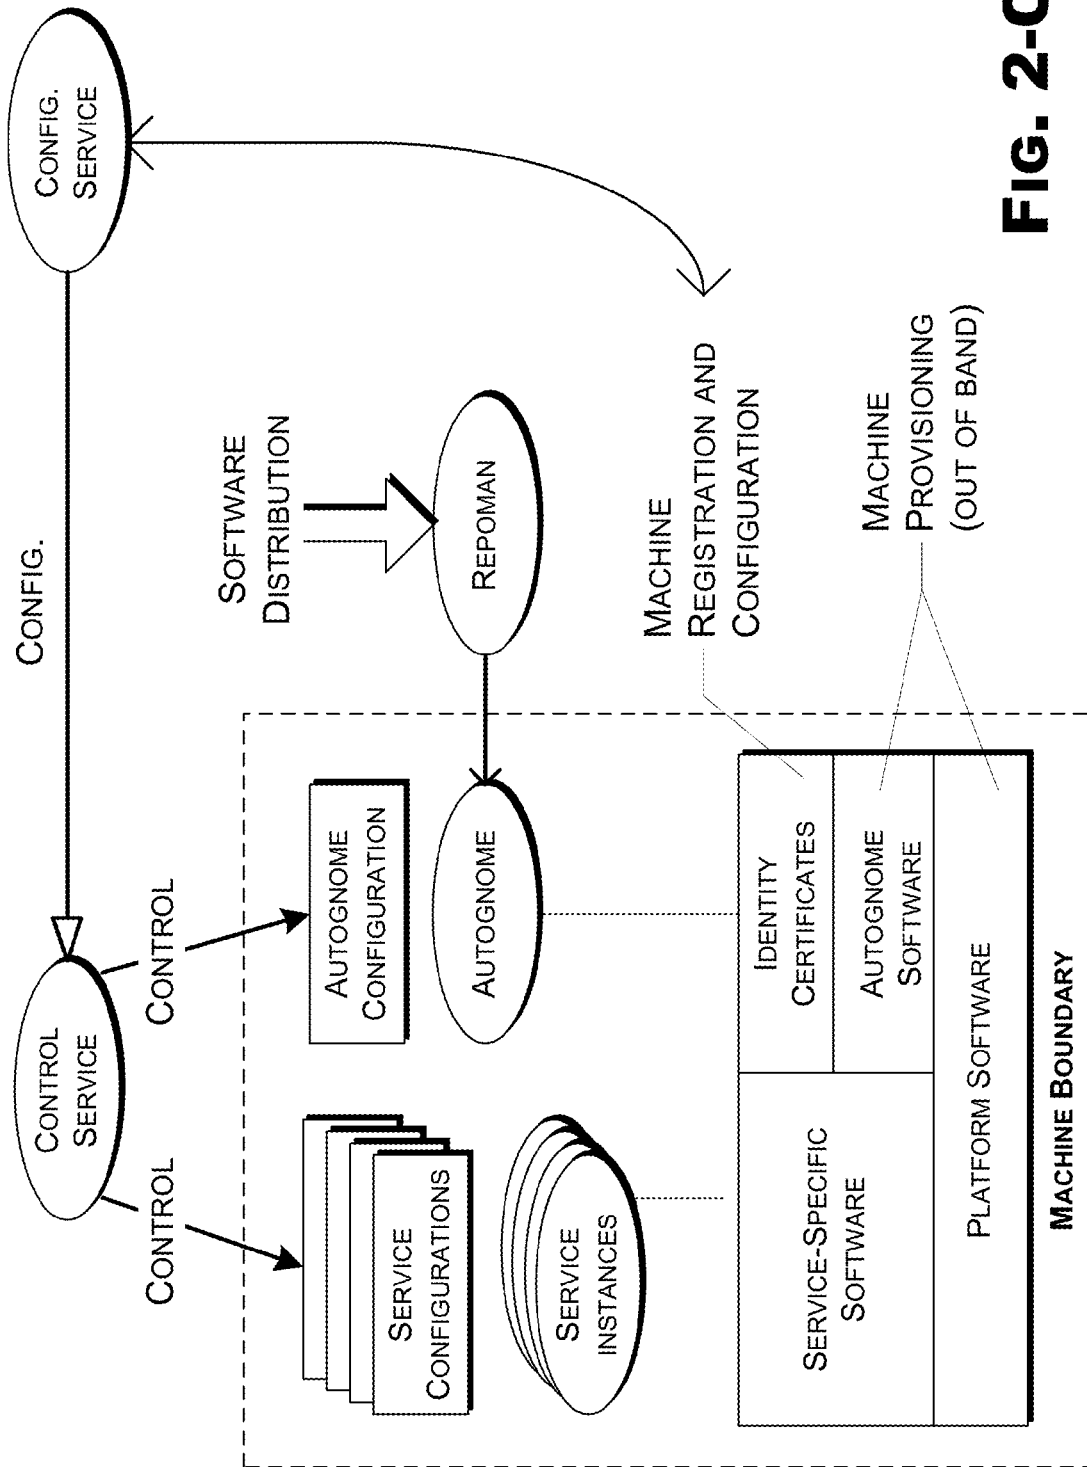 CONFIG.
CONTROL
SERVICE
CONFIG.
SERVICE
CONTROL
CONTROL
SOFTWARE
DISTRIBUTION
SERVICE
CONFIGURATIONS
AUTOGNOME
CONFIGURATION
SERVICE
INSTANCES
AUTOGNOME
REPOMAN
MACHINE
REGISTRATION AND
CONFIGURATION
SERVICE-SPECIFIC
SOFTWARE
IDENTITY
CERTIFICATES
AUTOGNOME
SOFTWARE
MACHINE
PROVISIONING
(OUT OF BAND)
PLATFORM SOFTWARE
MACHINE BOUNDARY
FIG. 2-C